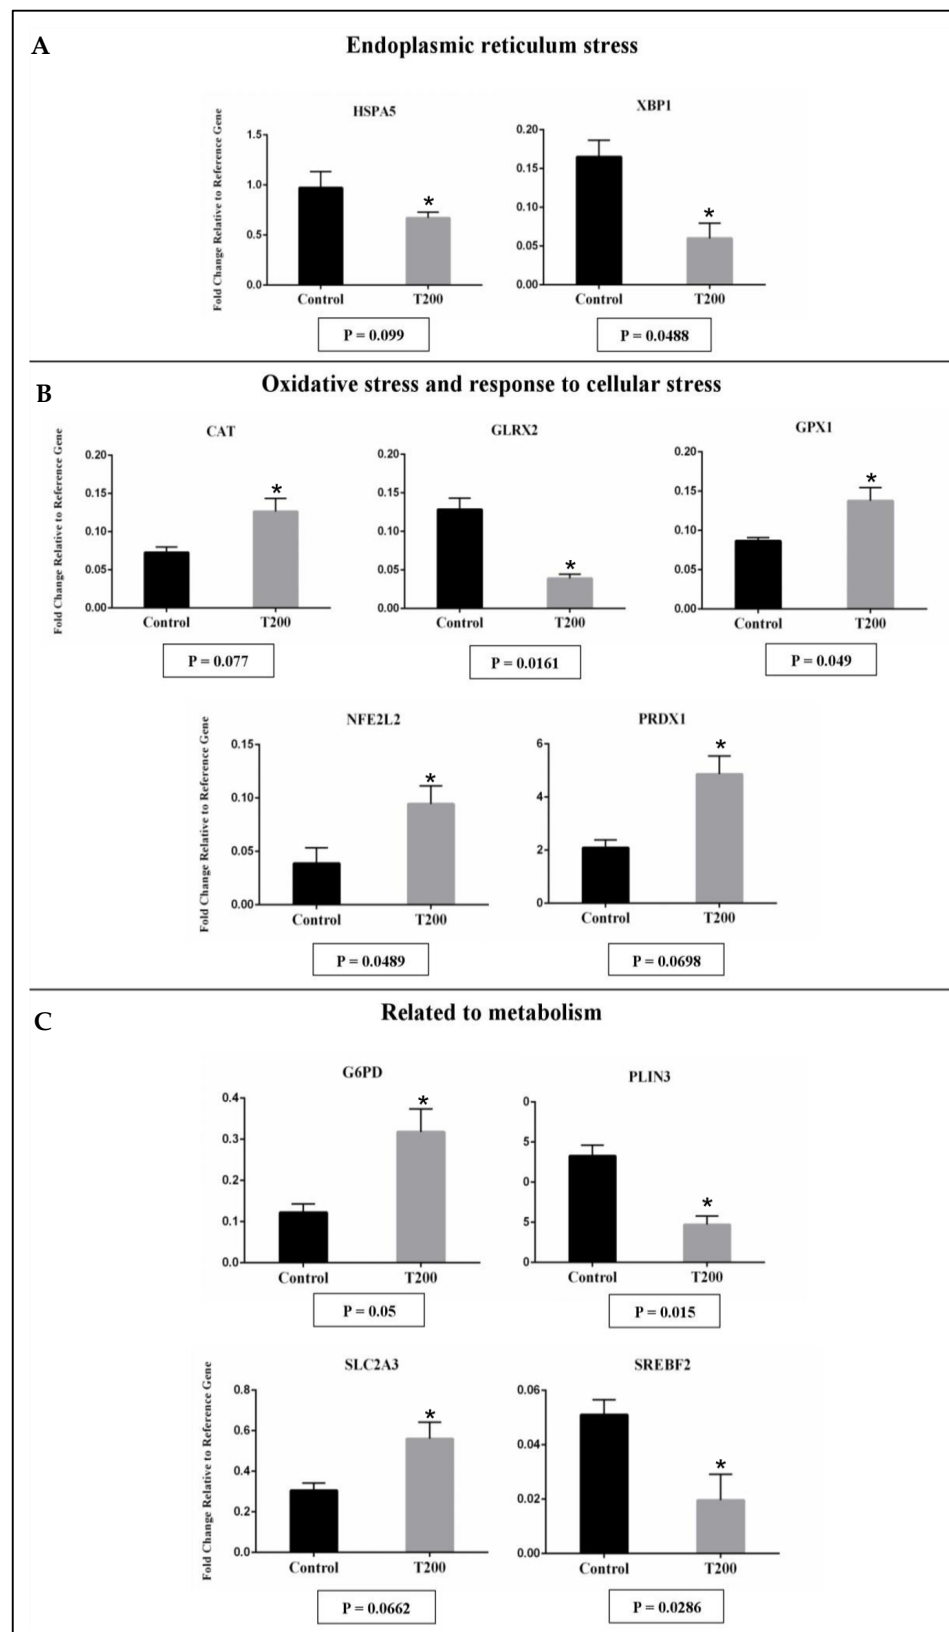 A
Endoplasmic reticulum stress
HSPA5
Fold Change Relative to Reference Gene
1.5
1.0
0.5
0.0
*
Control T200
P = 0.099
XBP1
0.20
0.15
0.10
0.05
0.00
*
Control T200
P = 0.0488
B
Oxidative stress and response to cellular stress
CAT
Fold Change Relative to Reference Gene
0.20
0.15
0.10
0.05
0.00
*
Control T200
P = 0.077
GLRX2
0.20
0.15
0.10
0.05
0.00
*
Control T200
P = 0.0161
GPX1
0.20
0.15
0.10
0.05
0.00
*
Control T200
P = 0.049
NFE2L2
Fold Change Relative to Reference Gene
0.15
0.10
0.05
0.00
*
Control T200
P = 0.0489
PRDX1
6
4
2
0
*
Control T200
P = 0.0698
C
Related to metabolism
G6PD
0.4
0.3
0.2
0.1
0.0
*
Control T200
P = 0.05
PLIN3
0
5
0
5
0
*
Control T200
P = 0.015
SLC2A3
Fold Change Relative to Reference Gene
0.8
0.6
0.4
0.2
0.0
*
Control T200
P = 0.0662
SREBF2
0.06
0.04
0.02
0.00
*
Control T200
P = 0.0286